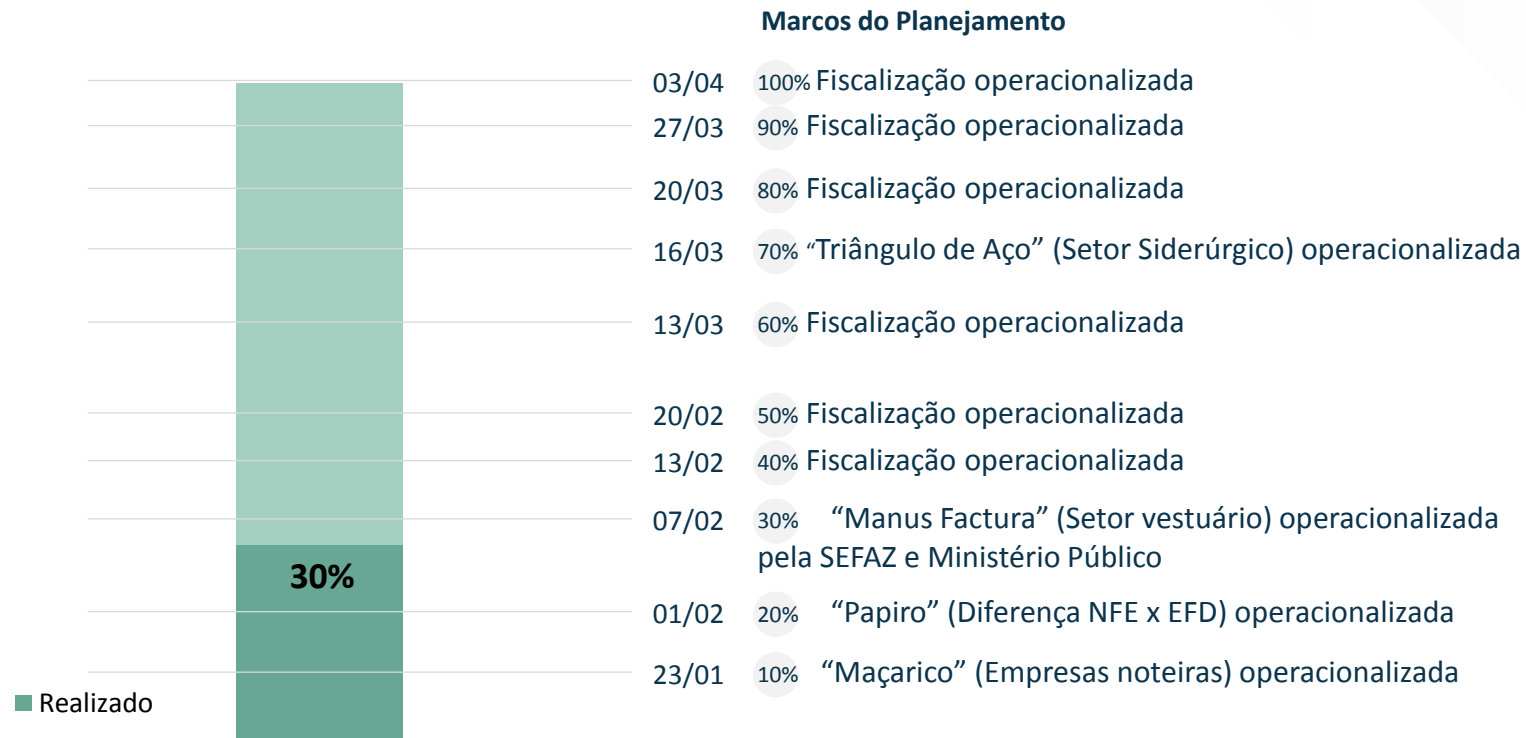 Marcos do Planejamento
03/04 100% Fiscalização operacionalizada
27/03 90% Fiscalização operacionalizada
20/03 80% Fiscalização operacionalizada
16/03 70% “Triângulo de Aço” (Setor Siderúrgico) operacionalizada
13/03 60% Fiscalização operacionalizada
20/02 50% Fiscalização operacionalizada
13/02 40% Fiscalização operacionalizada
07/02 30% “Manus Factura” (Setor vestuário) operacionalizada
pela SEFAZ e Ministério Público
30%
01/02 20% “Papiro” (Diferença NFE x EFD) operacionalizada
23/01 10% “Maçarico” (Empresas noteiras) operacionalizada
Realizado